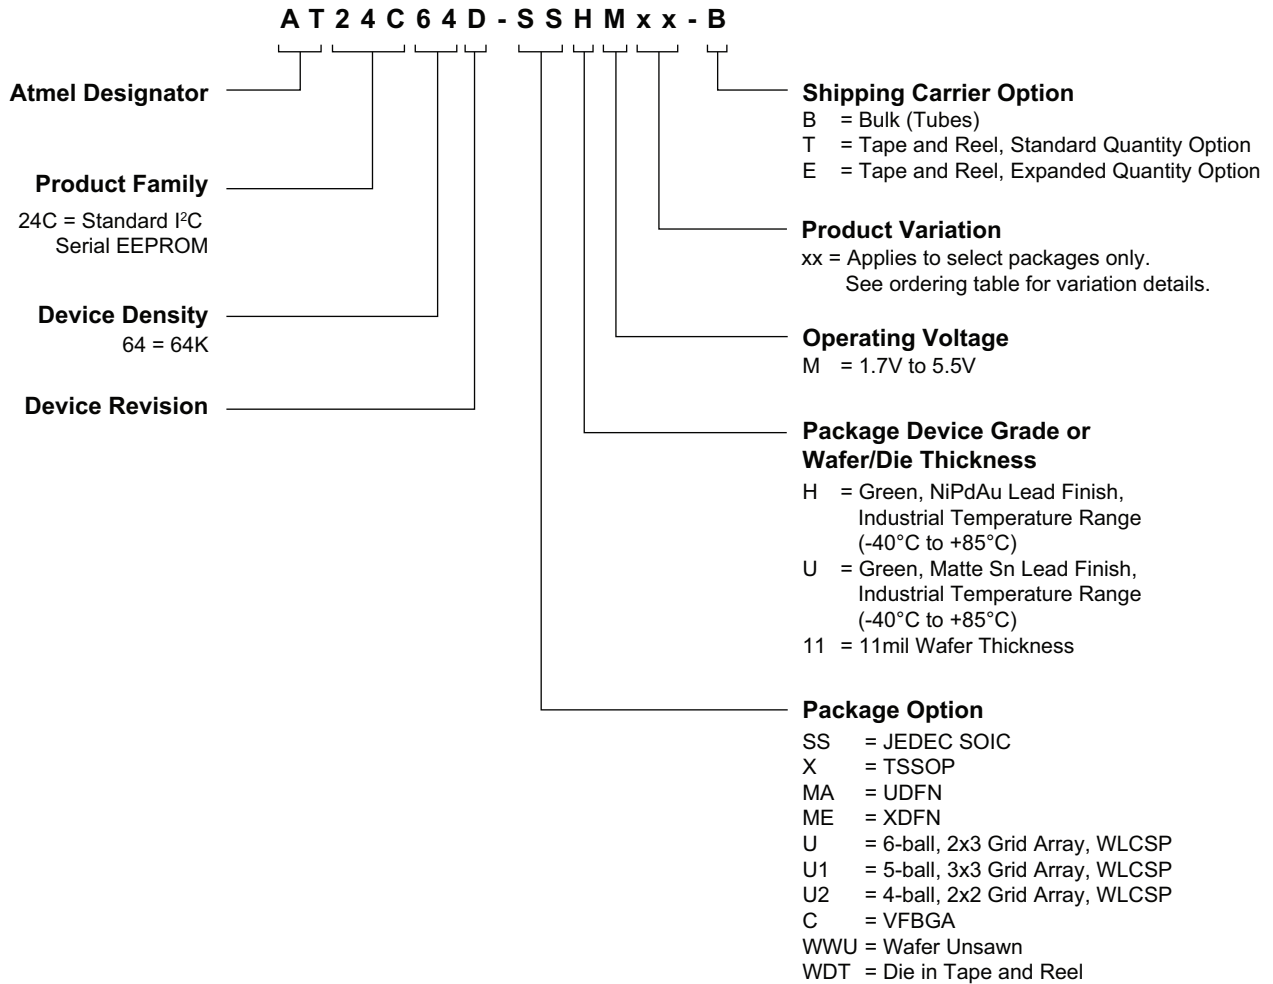 AT24C64D-SSHMxx-B
Atmel Designator
Product Family
24C = Standard I²C
Serial EEPROM
Device Density
64 = 64K
Device Revision
Shipping Carrier Option
B = Bulk (Tubes)
T = Tape and Reel, Standard Quantity Option
E = Tape and Reel, Expanded Quantity Option
Product Variation
xx = Applies to select packages only.
See ordering table for variation details.
Operating Voltage
M = 1.7V to 5.5V
Package Device Grade or
Wafer/Die Thickness
H = Green, NiPdAu Lead Finish,
Industrial Temperature Range
(-40°C to +85°C)
U = Green, Matte Sn Lead Finish,
Industrial Temperature Range
(-40°C to +85°C)
11 = 11mil Wafer Thickness
Package Option
SS = JEDEC SOIC
X = TSSOP
MA = UDFN
ME = XDFN
U = 6-ball, 2x3 Grid Array, WLCSP
U1 = 5-ball, 3x3 Grid Array, WLCSP
U2 = 4-ball, 2x2 Grid Array, WLCSP
C = VFBGA
WWU = Wafer Unsawn
WDT = Die in Tape and Reel